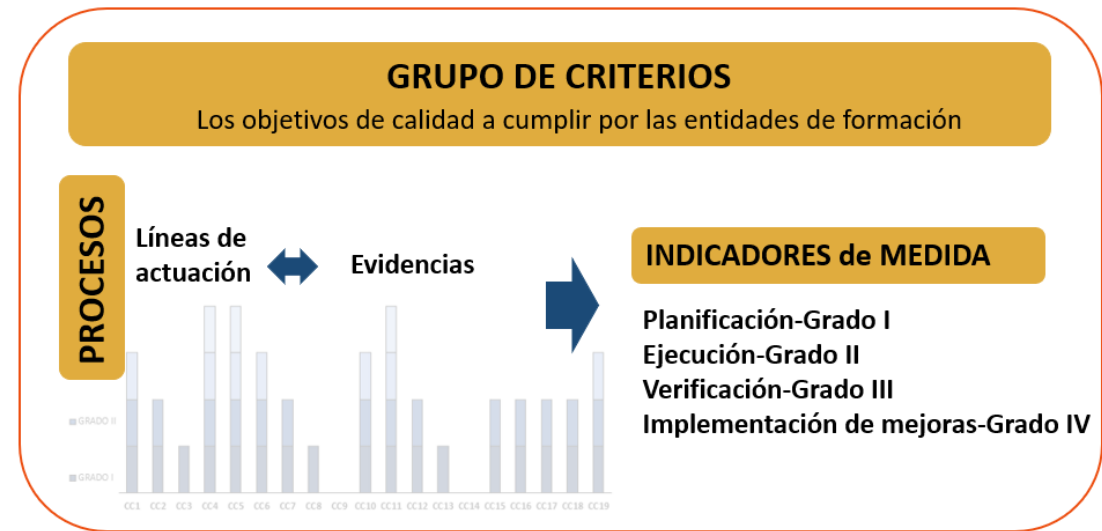 GRUPO DE CRITERIOS
Los objetivos de calidad a cumplir por las entidades de formación
PROCESOS
Líneas de
actuación
Evidencias
INDICADORES de MEDIDA
Planificación-Grado I
Ejecución-Grado II
Verificación-Grado III
Implementación de mejoras-Grado IV
GRADO II
GRADO I
CC1 CC2 CC3 CC4 CC5 CC6 CC7 CC8 CC9 CC10 CC11 CC12 CC13 CC14 CC15 CC16 CC17 CC18 CC19